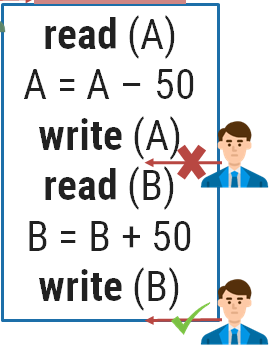 read (A)
A = A – 50
write (A)
read (B)
B = B + 50
write (B)